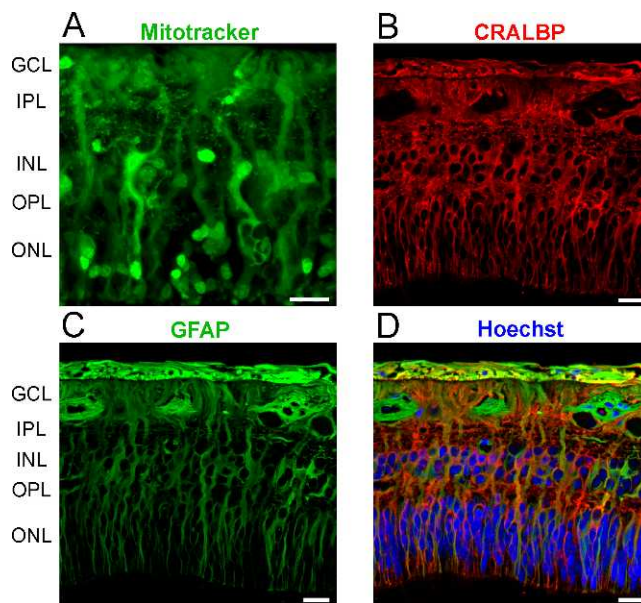 A
Mitotracker
B
CRALBP
GCL
IPL
INL
OPL
ONL
C
GFAP
D
Hoechst
GCL
IPL
INL
OPL
ONL